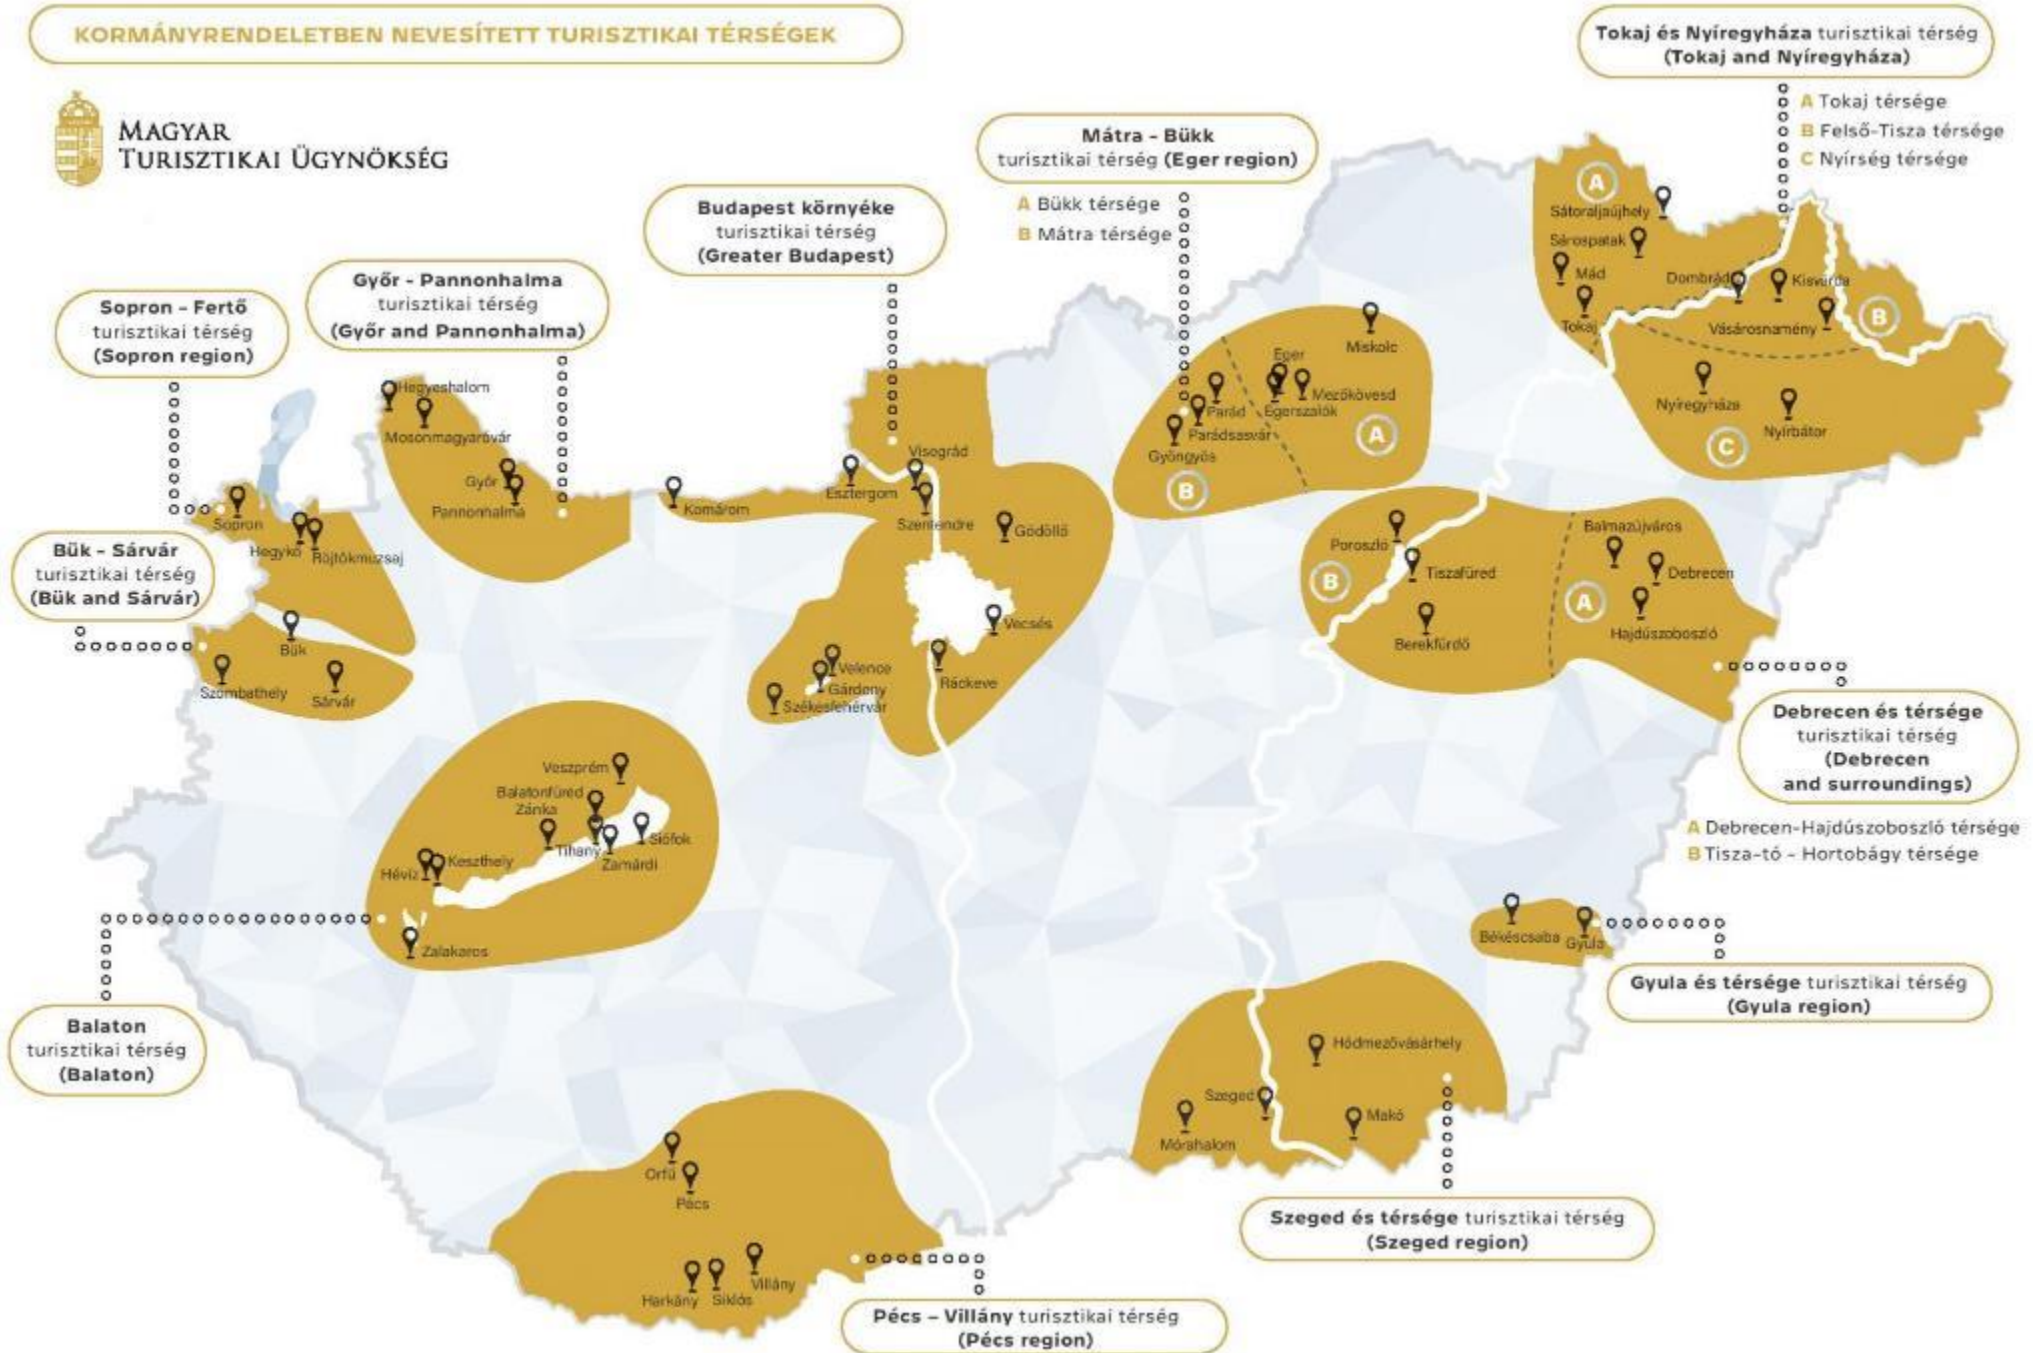 KORMÁNYRENDELETBEN NEVESÍTETT TURISZTIKAI TÉRSÉGEK
MAGYAR
TURISZTIKAI ÜGYNÖKSÉG
Tokaj és Nyíregyháza turisztikai térség
(Tokaj and Nyíregyháza)
A Tokaj térsége
B Felső-Tisza térsége
C Nyírség térsége
Mátra - Bükk
turisztikai térség (Eger region)
A Bükk térsége
B Mátra térsége
Budapest környéke
turisztikai térség
(Greater Budapest)
Győr - Pannonhalma
turisztikai térség
(Győr and Pannonhalma)
Sopron - Fertő
turisztikai térség
(Sopron region)
Bük - Sárvár
turisztikai térség
(Bük and Sárvár)
A
Sátoraljaújhely
Sárospatak
Mád
Tokaj
Dombrád
Kisvárda
Vásárosnamény
B
Nyíregyháza
Nyírbátor
C
Miskolc
Eger
Mezőkövesd
Egerszalók
Parád
Parádsasvár
Gyöngyös
A
B
Hegyeshalom
Mosonmagyaróvár
Győr
Pannonhalma
Komárom
Esztergom
Visegrád
Szentendre
Gödöllő
Vecsés
Ráckeve
Velence
Gárdony
Székesfehérvár
Sopron
Hegykő
Röjtökmuzsaj
Bük
Szombathely
Sárvár
Poroszló
Tiszafüred
Berekfürdő
B
Balmazújváros
Debrecen
Hajdúszoboszló
A
Debrecen és térsége
turisztikai térség
(Debrecen
and surroundings)
A Debrecen-Hajdúszoboszló térsége
B Tisza-tó - Hortobágy térsége
Veszprém
Balatonfüred
Zánka
Tihany
Siófok
Zamárdi
Keszthely
Hévíz
Zalakaros
Balaton
turisztikai térség
(Balaton)
Békéscsaba
Gyula
Gyula és térsége turisztikai térség
(Gyula region)
Hódmezővásárhely
Szeged
Makó
Mórahalom
Szeged és térsége turisztikai térség
(Szeged region)
Orfű
Pécs
Harkány
Siklós
Villány
Pécs - Villány turisztikai térség
(Pécs region)